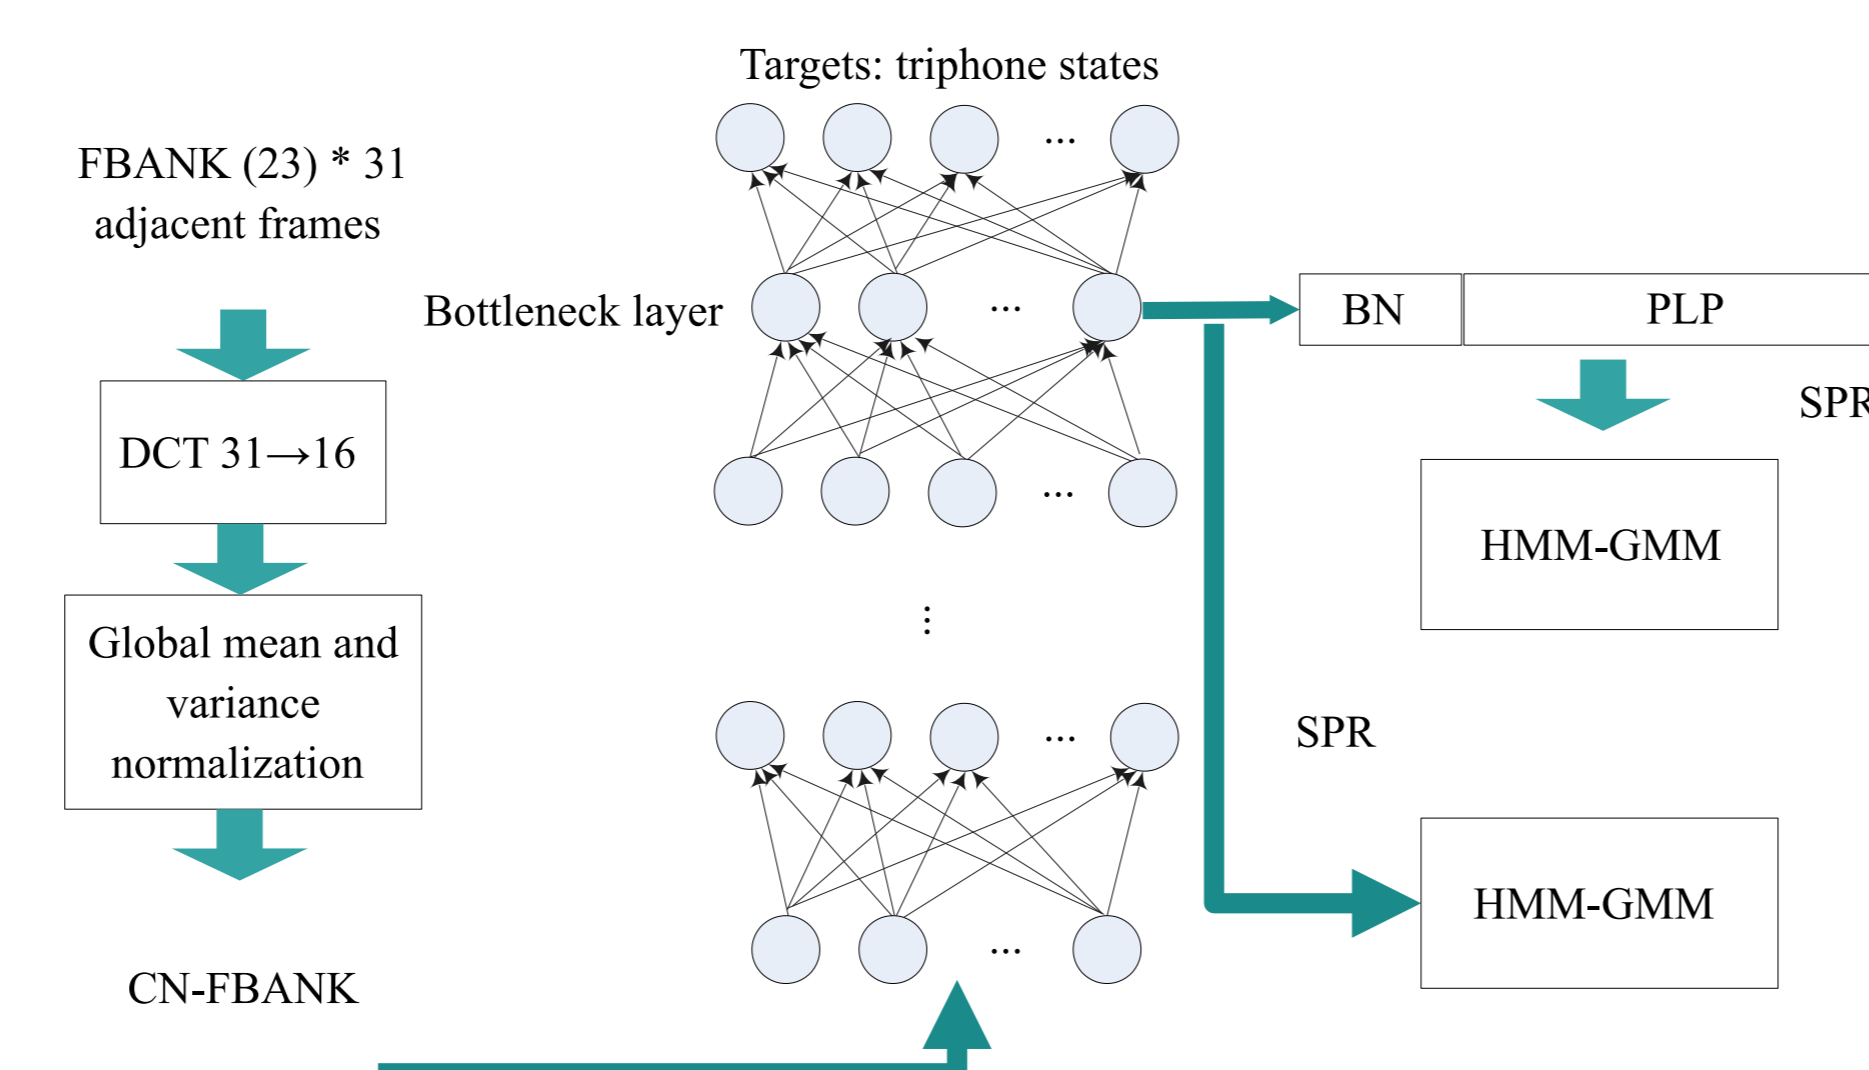 Targets: triphone states
FBANK (23) * 31
adjacent frames
DCT 31→16
Global mean and
variance
normalization
CN-FBANK
Bottleneck layer
...
...
...
...
...
...
BN
PLP
SPR
HMM-GMM
SPR
HMM-GMM